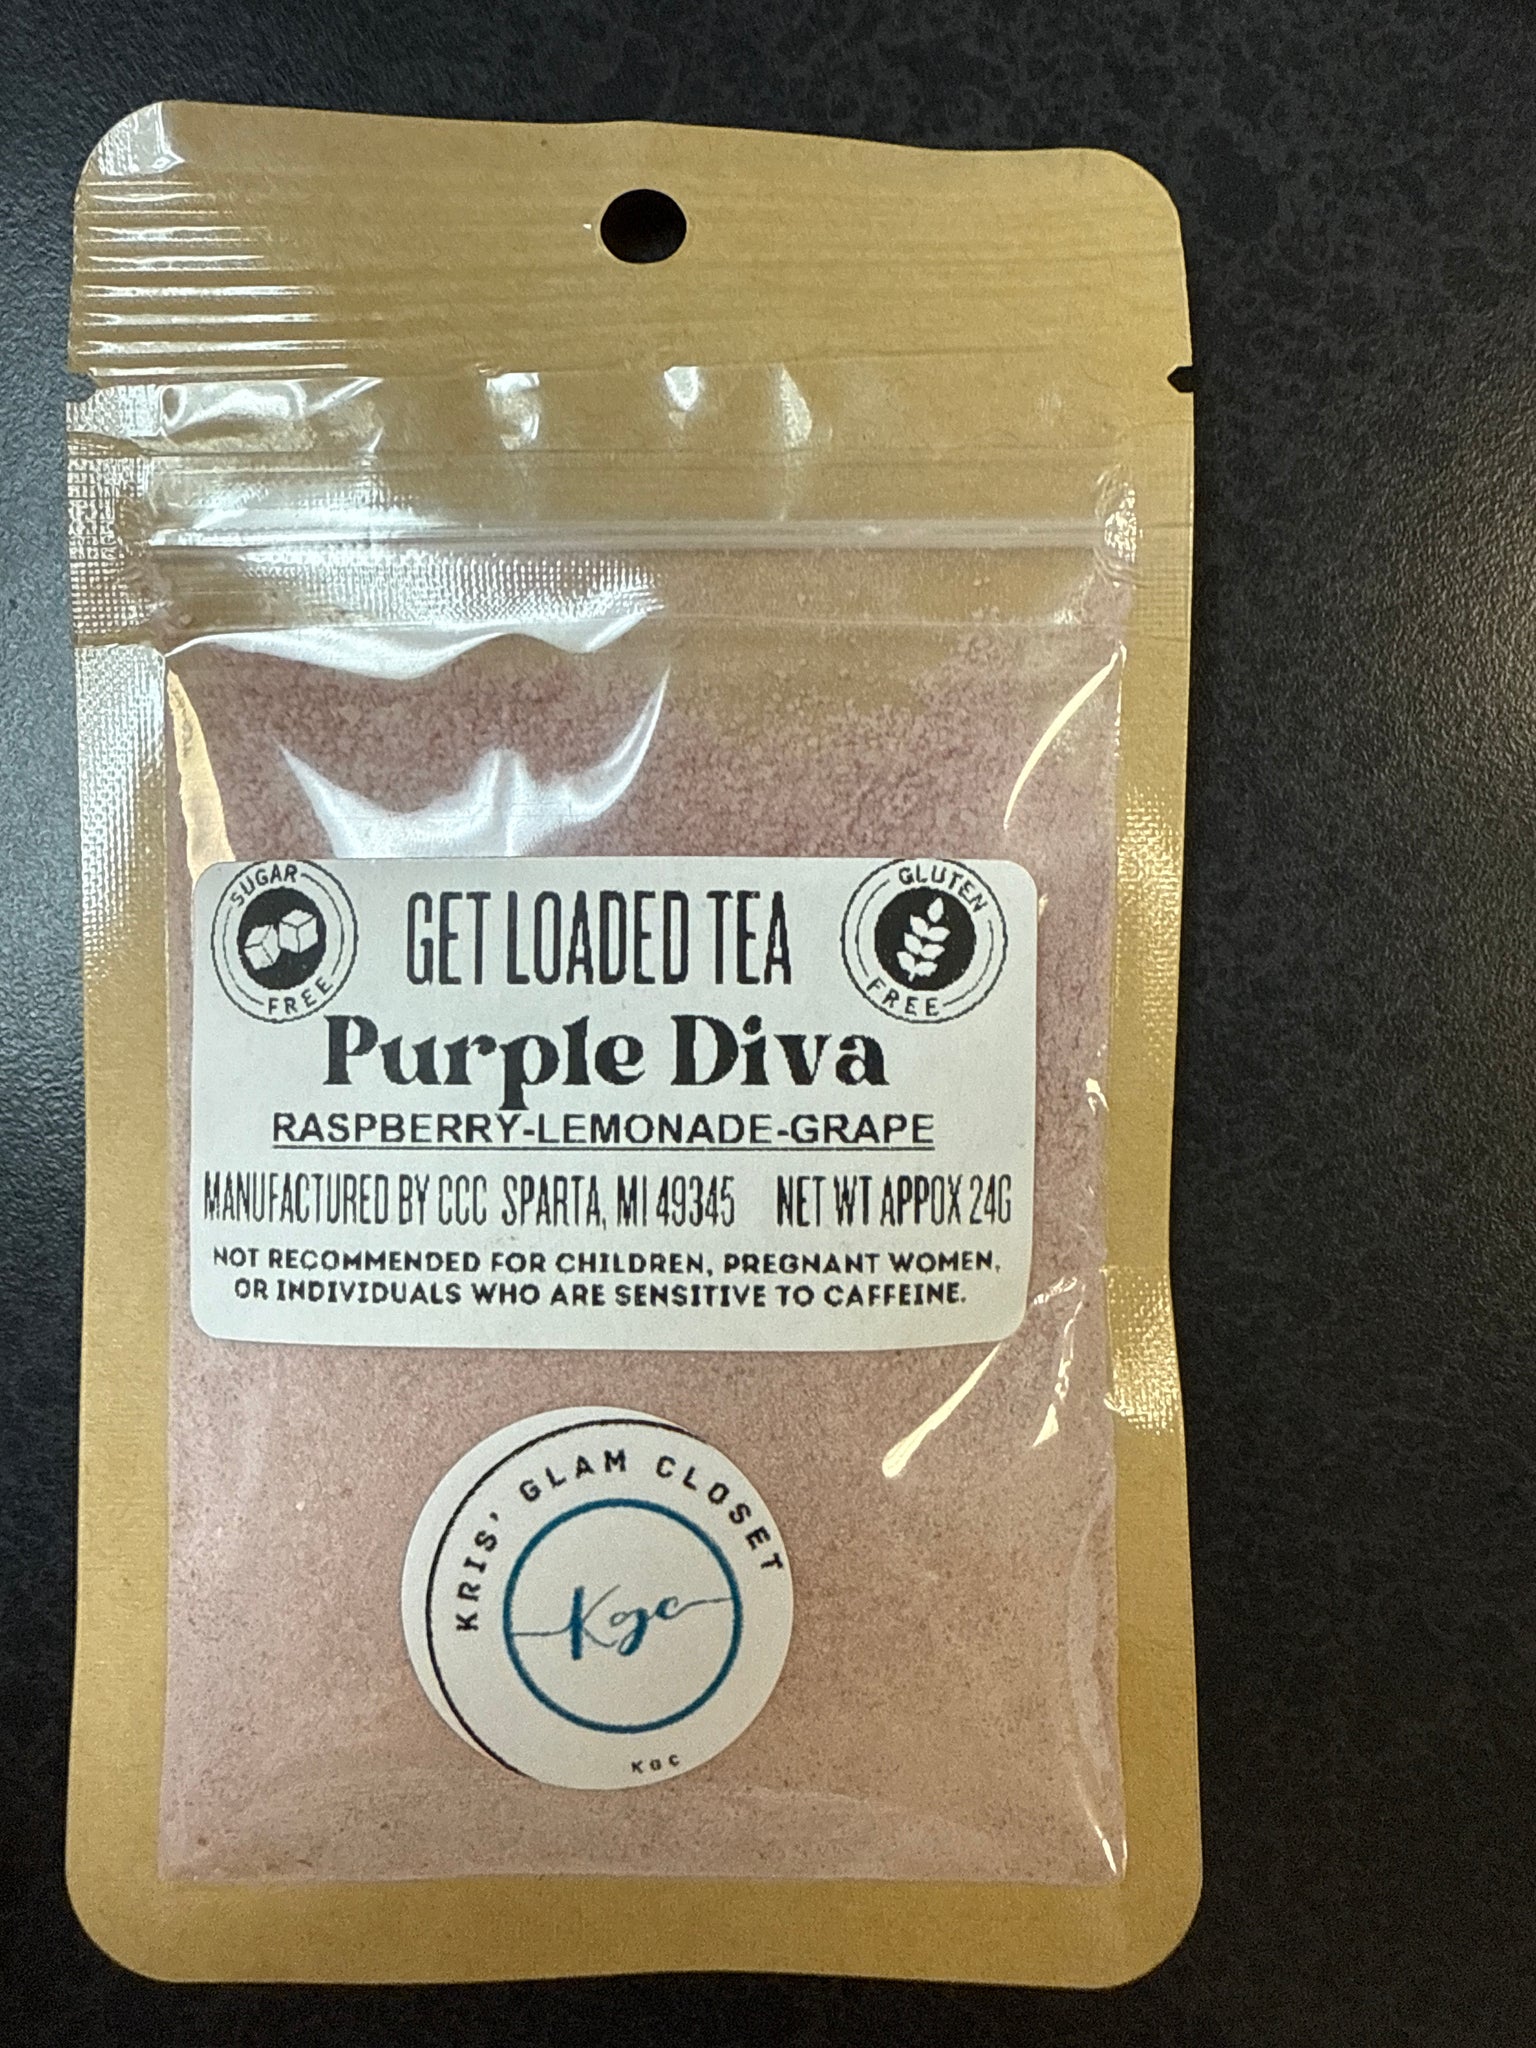 SUGAR FREE
GET LOADED TEA
GLUTEN FREE
Purple Diva
RASPBERRY-LEMONADE-GRAPE
MANUFACTURED BY CCC SPARTA, MI 49345 NET WT APPOX 24G
NOT RECOMMENDED FOR CHILDREN, PREGNANT WOMEN,
OR INDIVIDUALS WHO ARE SENSITIVE TO CAFFEINE.
KRIS' GLAM CLOSET
Kgc
KGC